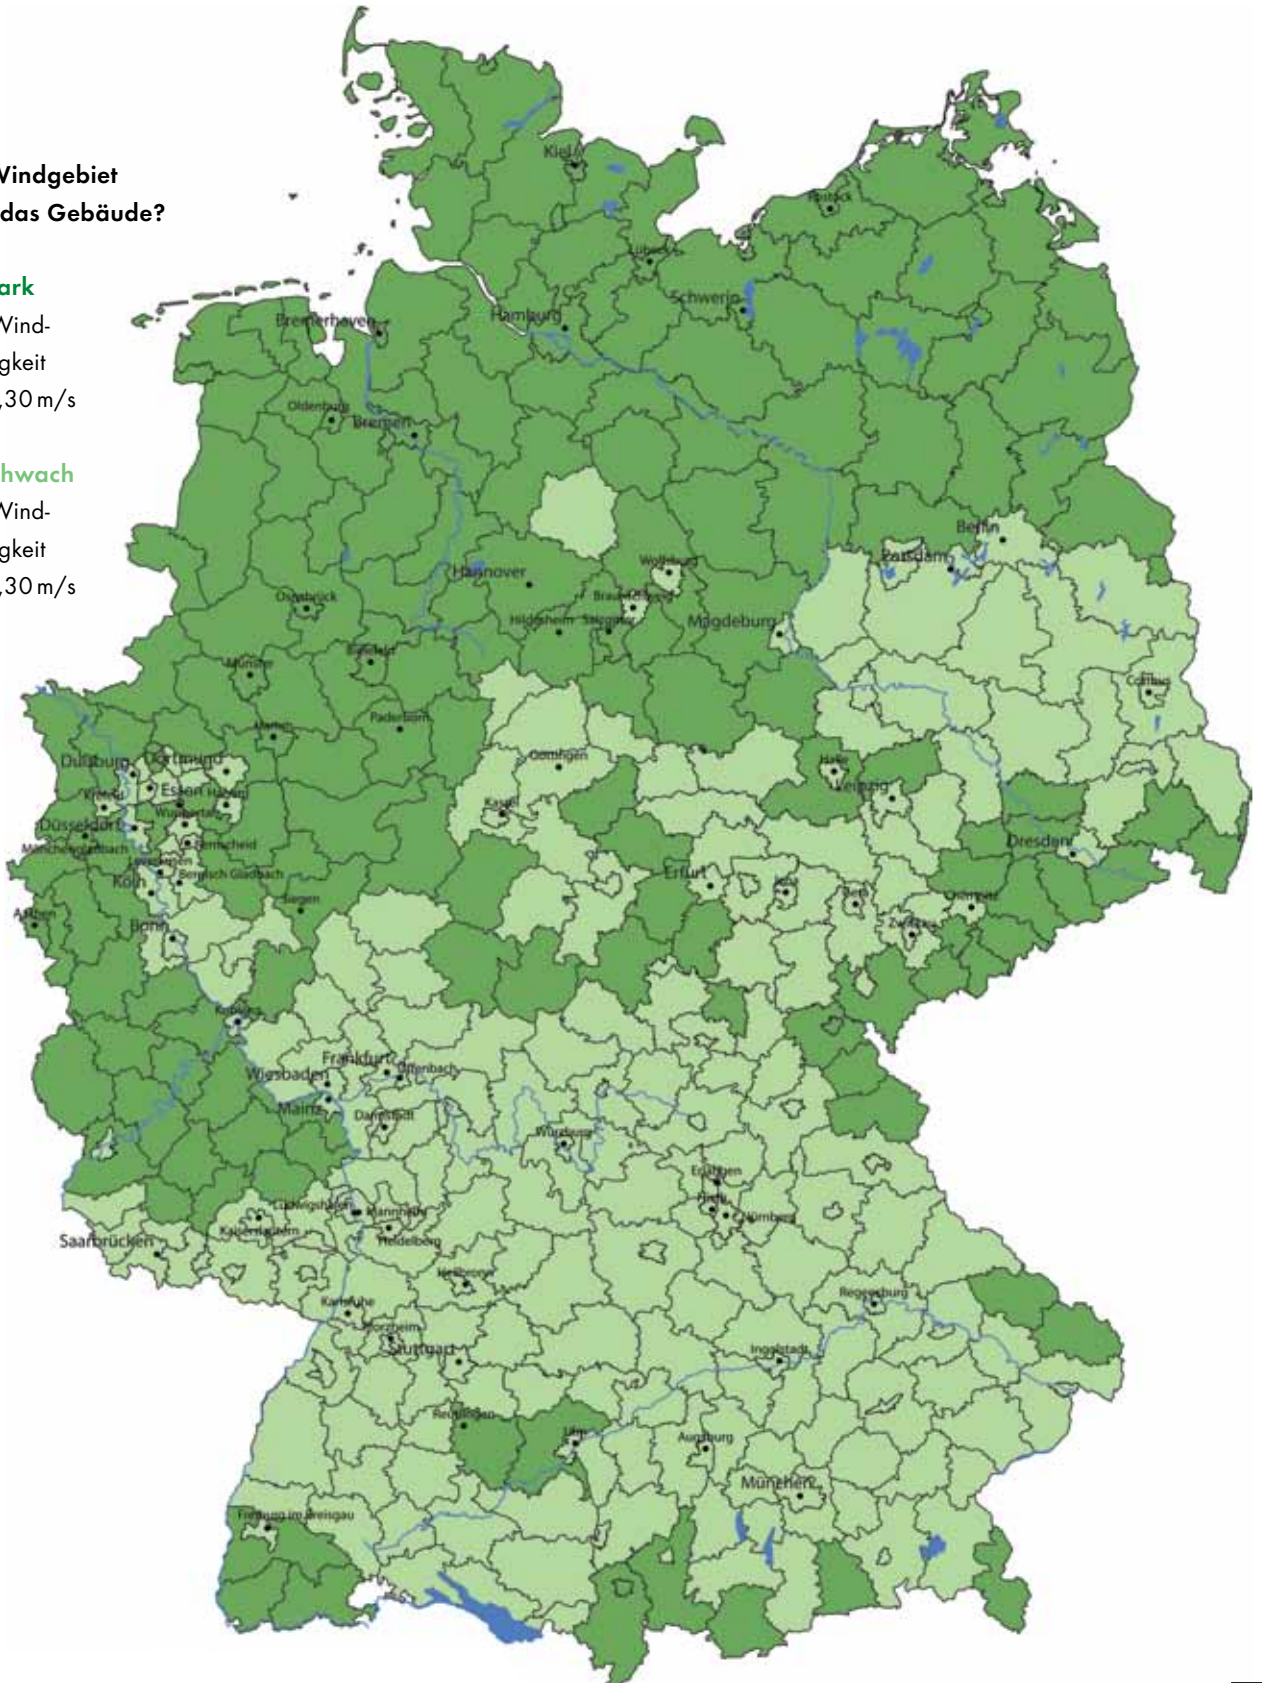 Windgebiet
das Gebäude?
ark
Wind-
gkeit
,30 m/s
hwach
Wind-
gkeit
,30 m/s
Kiel
Rostock
Lübeck
Schwerin
Hamburg
Bremerhaven
Oldenburg
Bremen
Berlin
Potsdam
Hannover
Wolfsburg
Braunschweig
Osnabrück
Hildesheim
Salzgitter
Magdeburg
Bielefeld
Münster
Cottbus
Paderborn
Hamm
Göttingen
Duisburg
Dortmund
Halle
Leipzig
Essen
Hagen
Krefeld
Kassel
Wuppertal
Düsseldorf
Dresden
Remscheid
Mönchengladbach
Leverkusen
Erfurt
Bergisch Gladbach
Köln
Jena
Gera
Chemnitz
Siegen
Aachen
Bonn
Zwickau
Koblenz
Frankfurt
Offenbach
Wiesbaden
Mainz
Darmstadt
Würzburg
Erlangen
Fürth
Nürnberg
Ludwigshafen
Mannheim
Kaiserslautern
Heidelberg
Saarbrücken
Heilbronn
Regensburg
Karlsruhe
Pforzheim
Stuttgart
Ingolstadt
Reutlingen
Ulm
Augsburg
München
Freiburg im Breisgau